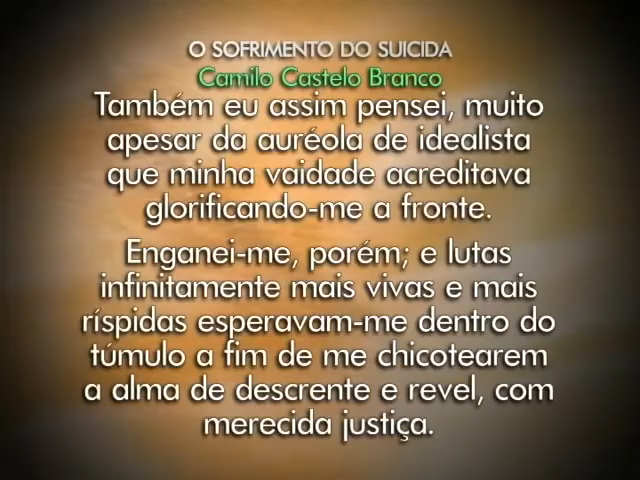 O SOFRIMENTO DO SUICIDA
Camilo Castelo Branco
Também eu assim pensei, muito
apesar da auréola de idealista
que minha vaidade acreditava
glorificando-me a fronte.
Enganei-me, porém; e lutas
infinitamente mais vivas e mais
ríspidas esperavam-me dentro do
túmulo a fim de me chicotearem
a alma de descrente e revel, com
merecida justiça.